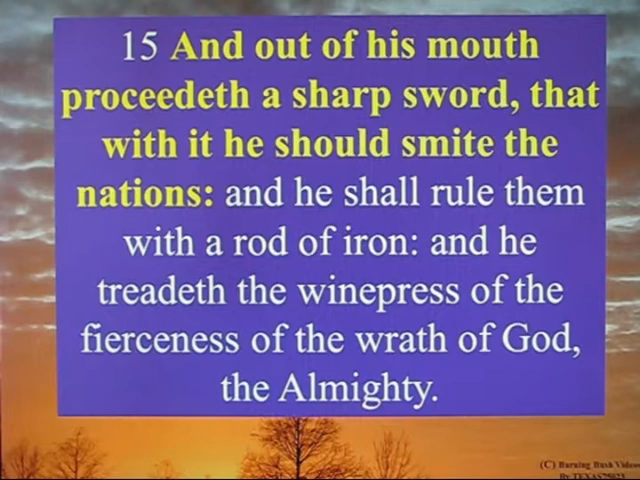 15 And out of his mouth
proceedeth a sharp sword, that
with it he should smite the
nations: and he shall rule them
with a rod of iron: and he
treadeth the winepress of the
fierceness of the wrath of God,
the Almighty.
(C) Burning Bush Videos
By TEXAS75023